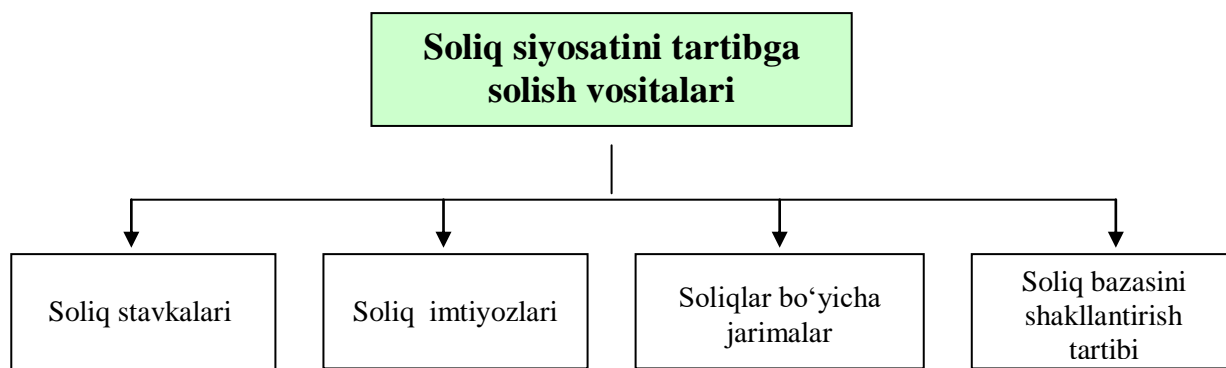 Soliq siyosatini tartibga
solish vositalari
Soliq stavkalari
Soliq imtiyozlari
Soliqlar bo‘yicha
jarimalar
Soliq bazasini
shakllantirish
tartibi